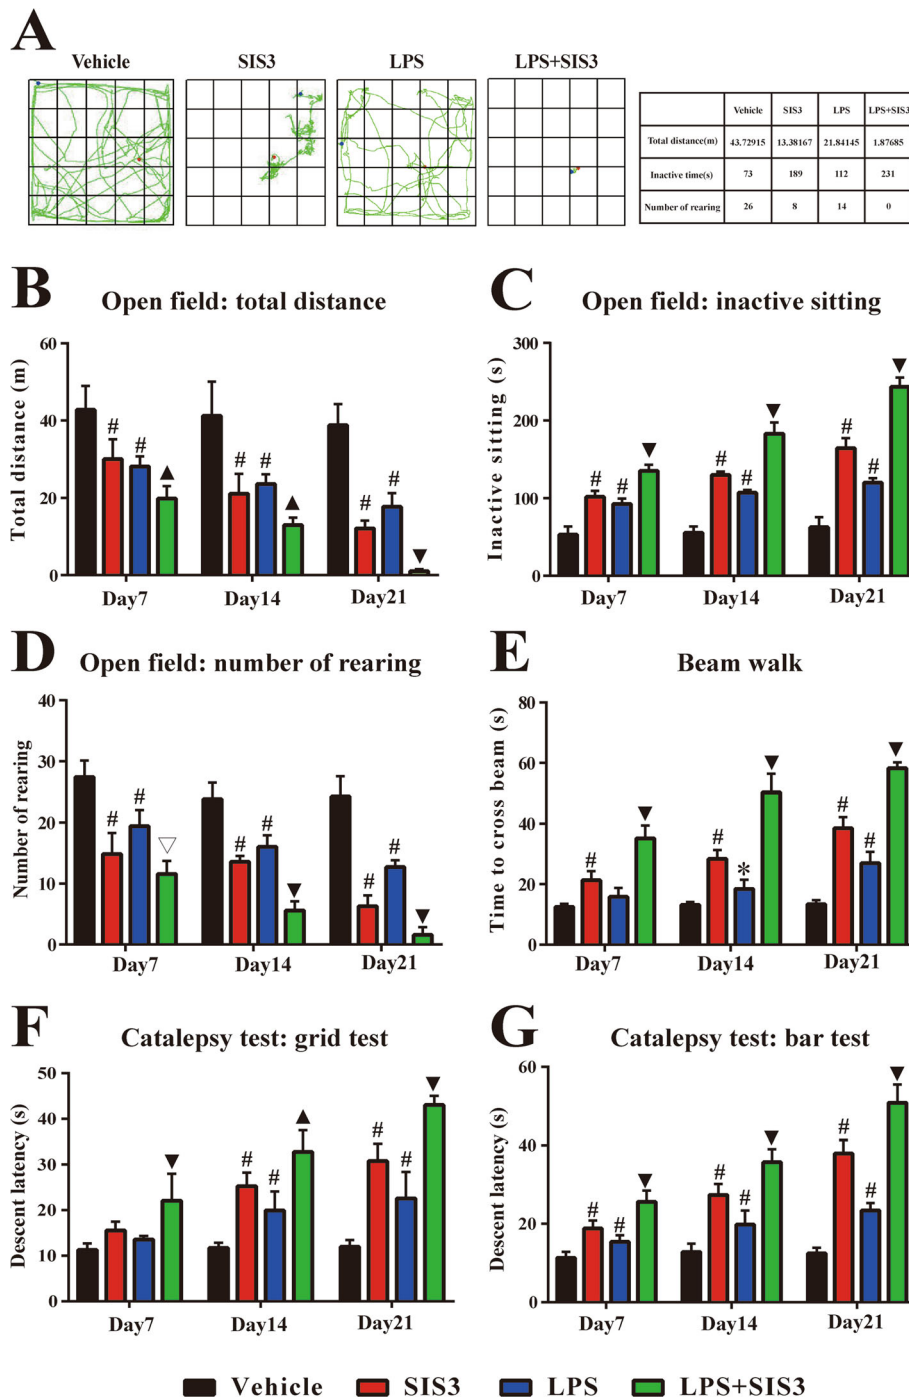 A
Vehicle SIS3 LPS LPS+SIS3
Vehicle SIS3 LPS LPS+SIS3
Total distance(m) 43.72915 13.38167 21.84145 1.87685
Inactive time(s) 73 189 112 231
Number of rearing 26 8 14 0
B Open field: total distance
Total distance (m)
60
40
20
0
# # ▲ # # ▲ # # ▼
Day7 Day14 Day21
C Open field: inactive sitting
Inactive sitting (s)
300
200
100
0
# # ▼ # # ▼ # # ▼
Day7 Day14 Day21
D Open field: number of rearing
Number of rearing
40
30
20
10
0
# # ▽ # # ▼ # # ▼
Day7 Day14 Day21
E Beam walk
Time to cross beam (s)
80
60
40
20
0
# ▼ # * ▼ # # ▼
Day7 Day14 Day21
F Catalepsy test: grid test
Descent latency (s)
50
40
30
20
10
0
▼ # # ▲ # # ▼
Day7 Day14 Day21
G Catalepsy test: bar test
Descent latency (s)
60
40
20
0
# # ▼ # # ▼ # # ▼
Day7 Day14 Day21
Vehicle SIS3 LPS LPS+SIS3